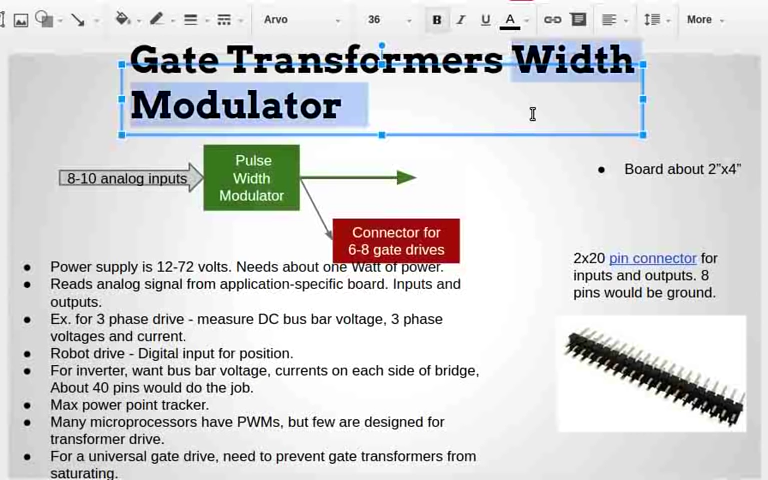 Arvo
36
B
I
U
A
More
Gate Transformers Width
Modulator
8-10 analog inputs
Pulse
Width
Modulator
Connector for
6-8 gate drives
● Board about 2”x4”
2x20 pin connector for
inputs and outputs. 8
pins would be ground.
● Power supply is 12-72 volts. Needs about one Watt of power.
● Reads analog signal from application-specific board. Inputs and
outputs.
● Ex. for 3 phase drive - measure DC bus bar voltage, 3 phase
voltages and current.
● Robot drive - Digital input for position.
● For inverter, want bus bar voltage, currents on each side of bridge,
About 40 pins would do the job.
● Max power point tracker.
● Many microprocessors have PWMs, but few are designed for
transformer drive.
● For a universal gate drive, need to prevent gate transformers from
saturating.